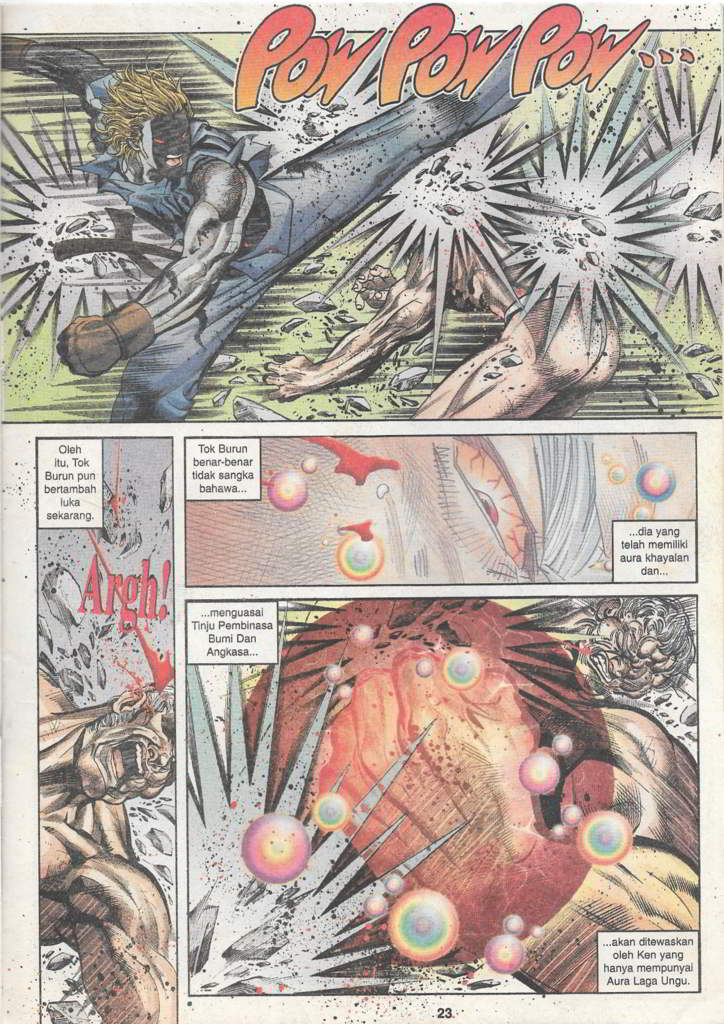 POW POW POW...
Oleh
itu, Tok
Burun pun
bertambah
luka
sekarang.
Argh!
Tok Burun
benar-benar
tidak sangka
bahawa...
...dia yang
telah memiliki
aura khayalan
dan...
...menguasai
Tinju Pembinasa
Bumi Dan
Angkasa...
...akan ditewaskan
oleh Ken yang
hanya mempunyai
Aura Laga Ungu.
23